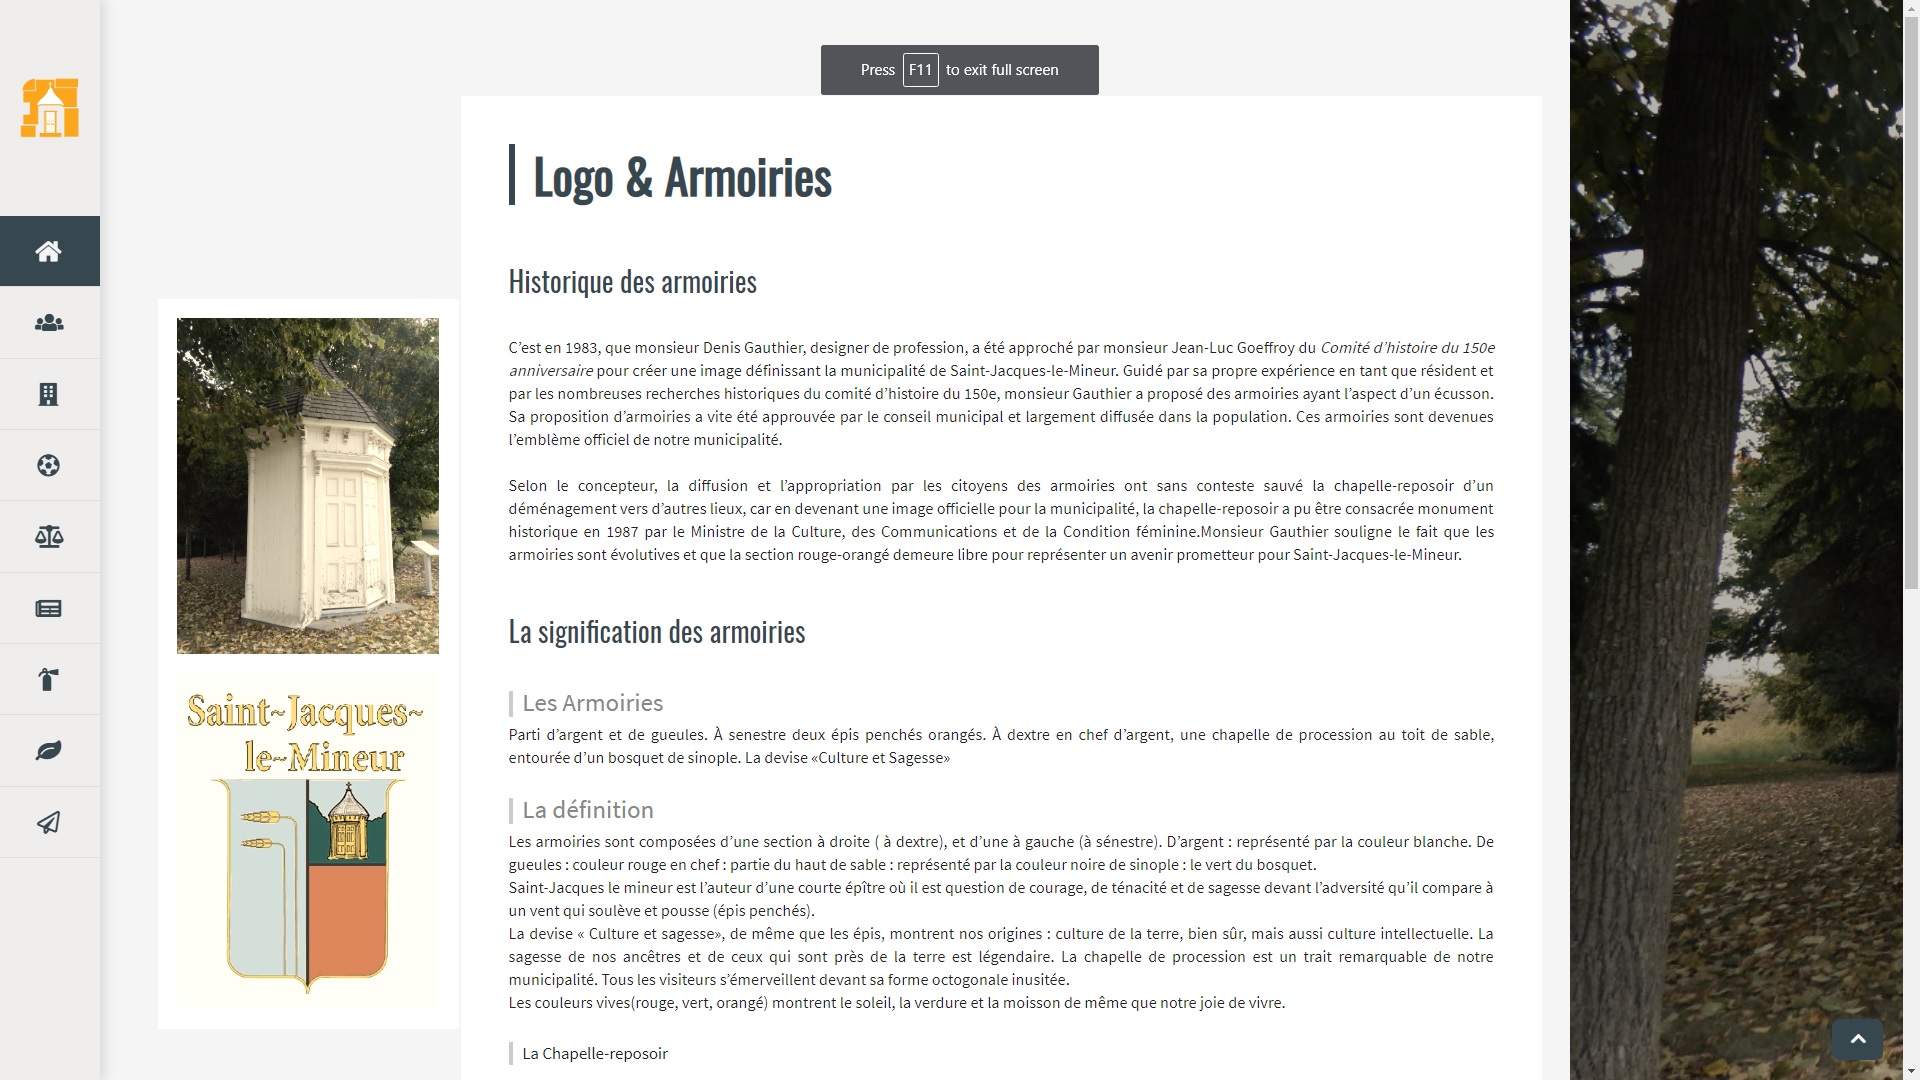 Press F11 to exit full screen
Logo & Armoiries
Historique des armoiries
C’est en 1983, que monsieur Denis Gauthier, designer de profession, a été approché par monsieur Jean-Luc Goeffroy du Comité d’histoire du 150e
anniversaire pour créer une image définissant la municipalité de Saint-Jacques-le-Mineur. Guidé par sa propre expérience en tant que résident et
par les nombreuses recherches historiques du comité d’histoire du 150e, monsieur Gauthier a proposé des armoiries ayant l’aspect d’un écusson.
Sa proposition d’armoiries a vite été approuvée par le conseil municipal et largement diffusée dans la population. Ces armoiries sont devenues
l’emblème officiel de notre municipalité.
Selon le concepteur, la diffusion et l’appropriation par les citoyens des armoiries ont sans conteste sauvé la chapelle-reposoir d’un
déménagement vers d’autres lieux, car en devenant une image officielle pour la municipalité, la chapelle-reposoir a pu être consacrée monument
historique en 1987 par le Ministre de la Culture, des Communications et de la Condition féminine.Monsieur Gauthier souligne le fait que les
armoiries sont évolutives et que la section rouge-orangé demeure libre pour représenter un avenir prometteur pour Saint-Jacques-le-Mineur.
La signification des armoiries
Les Armoiries
Parti d’argent et de gueules. À senestre deux épis penchés orangés. À dextre en chef d’argent, une chapelle de procession au toit de sable,
entourée d’un bosquet de sinople. La devise «Culture et Sagesse»
La définition
Les armoiries sont composées d’une section à droite ( à dextre), et d’une à gauche (à sénestre). D’argent : représenté par la couleur blanche. De
gueules : couleur rouge en chef : partie du haut de sable : représenté par la couleur noire de sinople : le vert du bosquet.
Saint-Jacques le mineur est l’auteur d’une courte épître où il est question de courage, de ténacité et de sagesse devant l’adversité qu’il compare à
un vent qui soulève et pousse (épis penchés).
La devise « Culture et sagesse», de même que les épis, montrent nos origines : culture de la terre, bien sûr, mais aussi culture intellectuelle. La
sagesse de nos ancêtres et de ceux qui sont près de la terre est légendaire. La chapelle de procession est un trait remarquable de notre
municipalité. Tous les visiteurs s’émerveillent devant sa forme octogonale inusitée.
Les couleurs vives(rouge, vert, orangé) montrent le soleil, la verdure et la moisson de même que notre joie de vivre.
La Chapelle-reposoir
Saint~Jacques~
le~Mineur